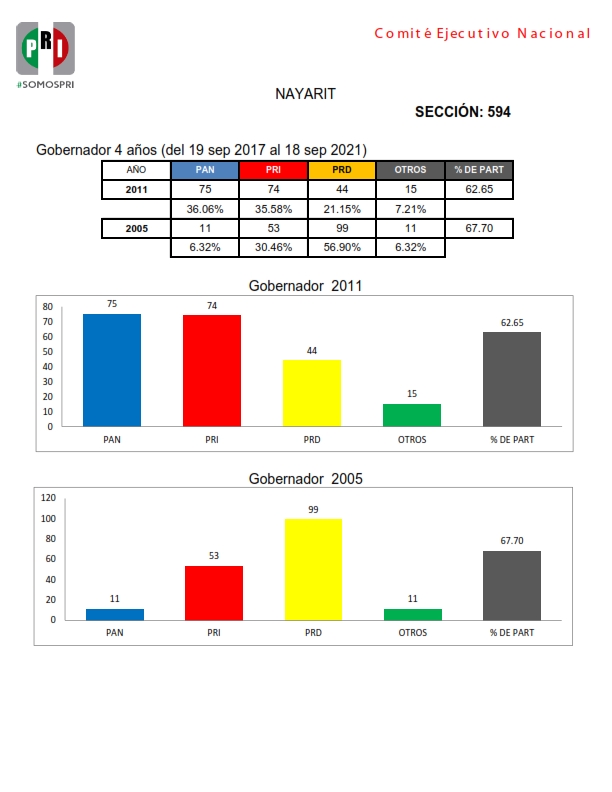 Comité Ejecutivo Nacional
PRI
#SOMOSPRI
NAYARIT
SECCIÓN: 594
Gobernador 4 años (del 19 sep 2017 al 18 sep 2021)
AÑO PAN PRI PRD OTROS % DE PART
2011 75 74 44 15 62.65
36.06% 35.58% 21.15% 7.21%
2005 11 53 99 11 67.70
6.32% 30.46% 56.90% 6.32%
Gobernador 2011
80
70
60
50
40
30
20
10
0
75 74 44 15 62.65
PAN PRI PRD OTROS % DE PART
Gobernador 2005
120
100
80
60
40
20
0
11 53 99 11 67.70
PAN PRI PRD OTROS % DE PART